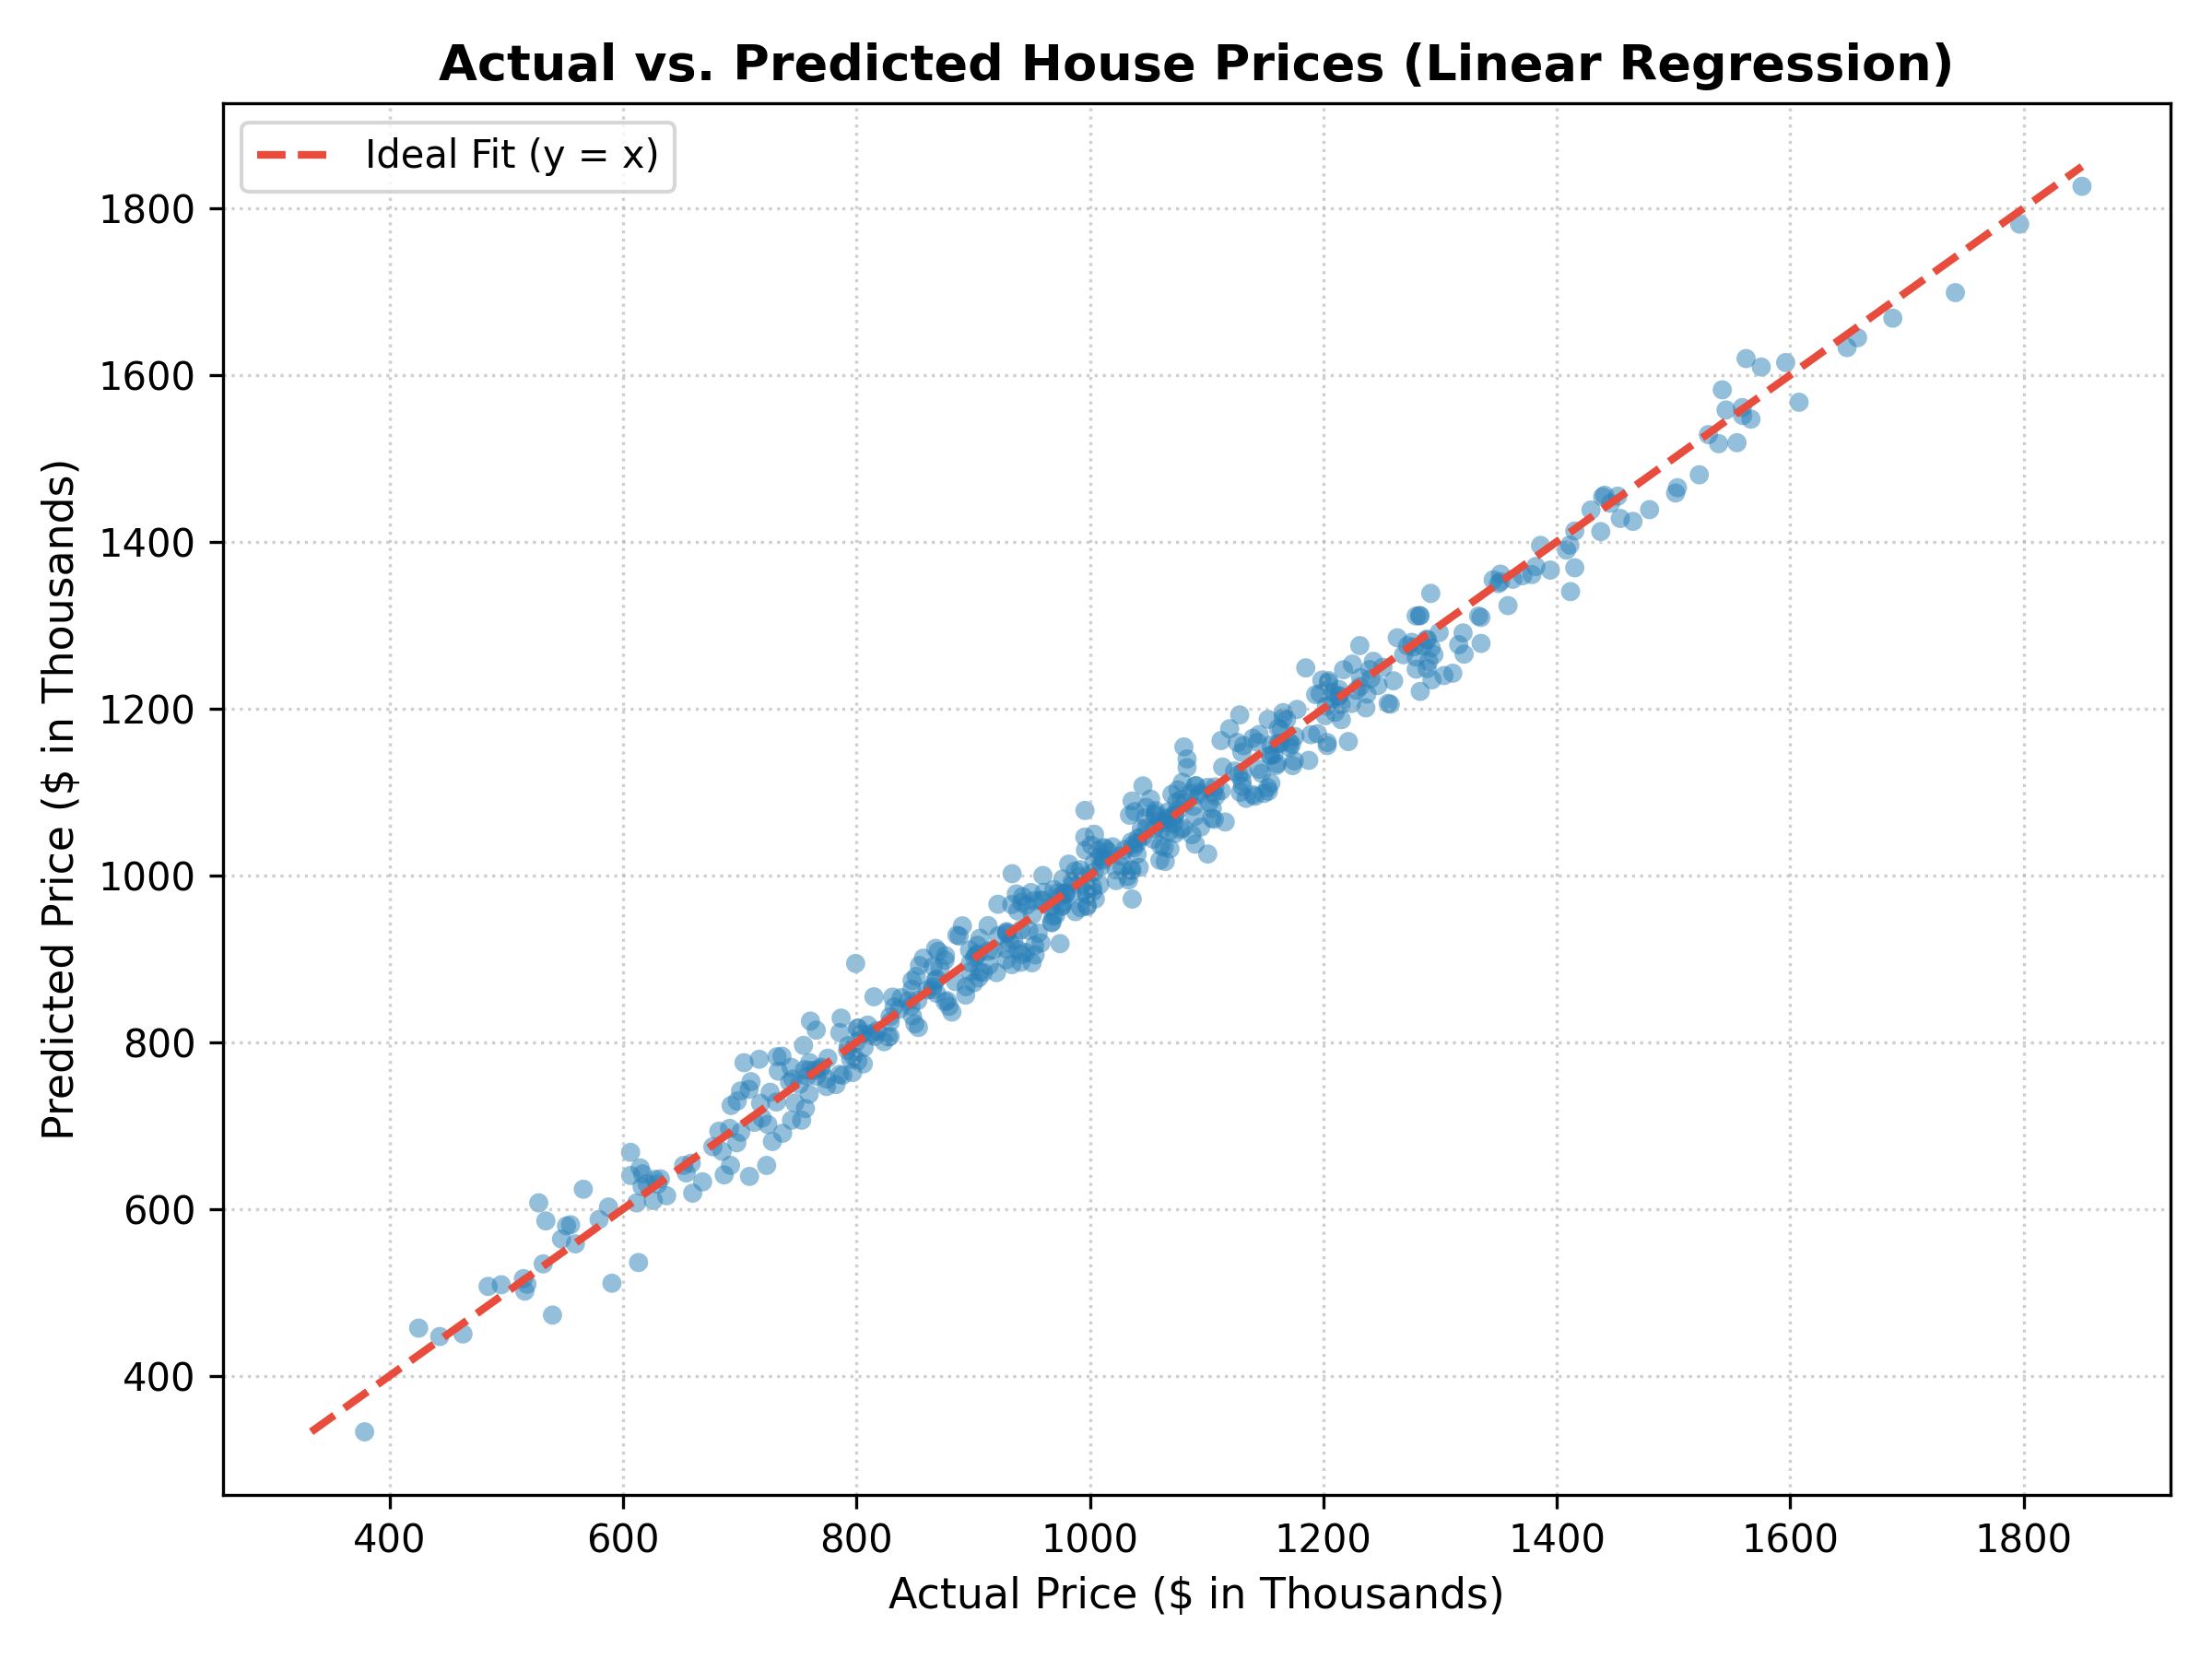 Actual vs. Predicted House Prices (Linear Regression)
Ideal Fit (y = x)
Predicted Price ($ in Thousands)
1800
1600
1400
1200
1000
800
600
400
400 600 800 1000 1200 1400 1600 1800
Actual Price ($ in Thousands)